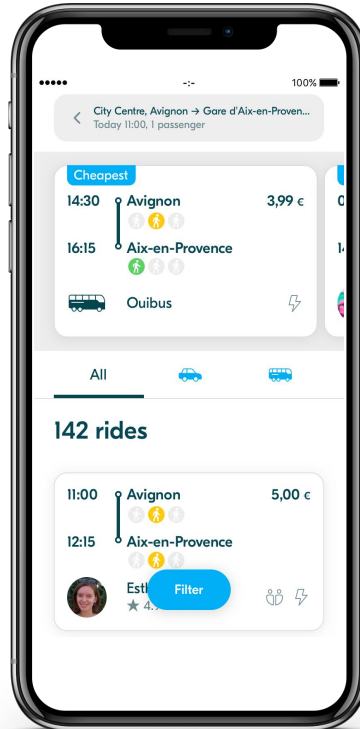 -:-
100%
City Centre, Avignon → Gare d'Aix-en-Proven...
Today 11:00, 1 passenger
Cheapest
14:30 Avignon 3,99 €
16:15 Aix-en-Provence
Ouibus
All
142 rides
11:00 Avignon 5,00 €
12:15 Aix-en-Provence
Filter